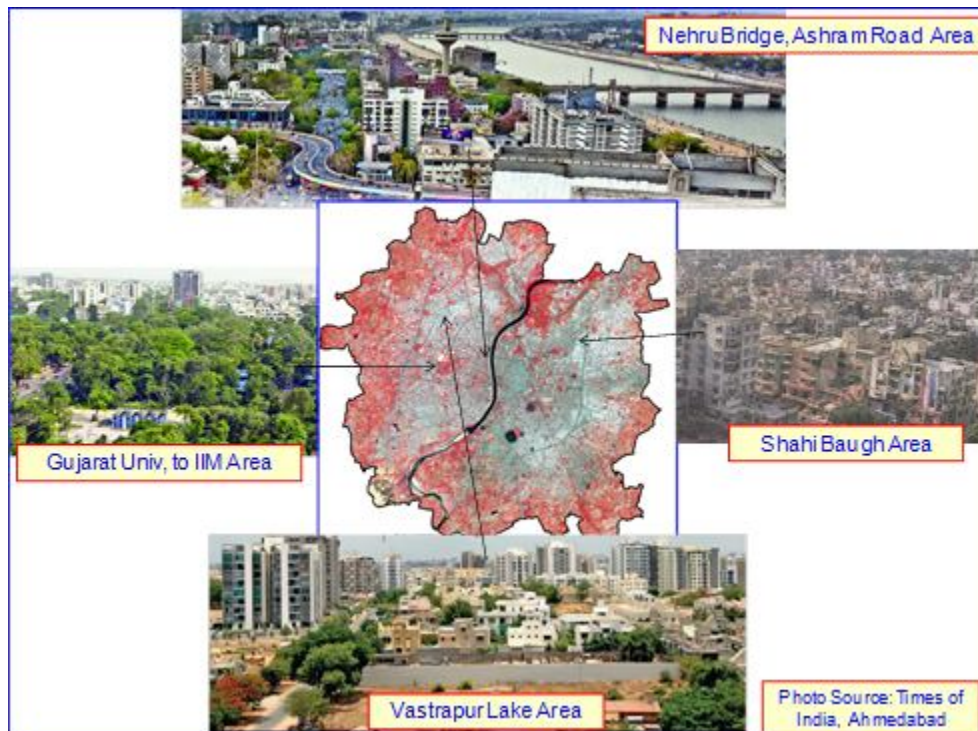 Nehru Bridge, Ashram Road Area
Gujarat Univ, to IIM Area
Shahi Baugh Area
Vastrapur Lake Area
Photo Source: Times of
India, Ahmedabad